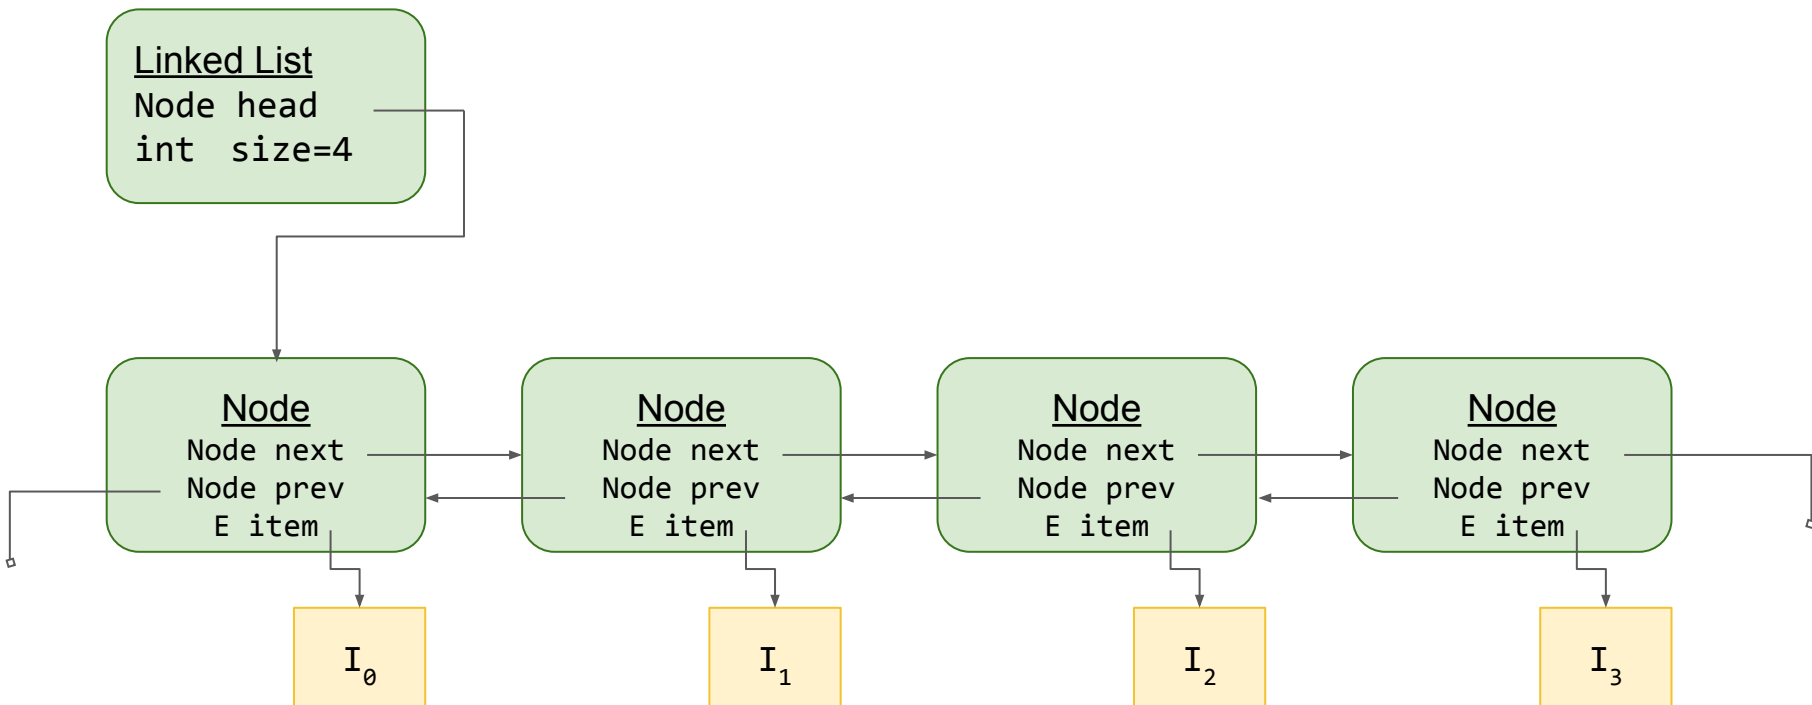 Linked List
Node head
int size=4
Node
Node next
Node prev
E item
Node
Node next
Node prev
E item
Node
Node next
Node prev
E item
Node
Node next
Node prev
E item
I₀
I₁
I₂
I₃